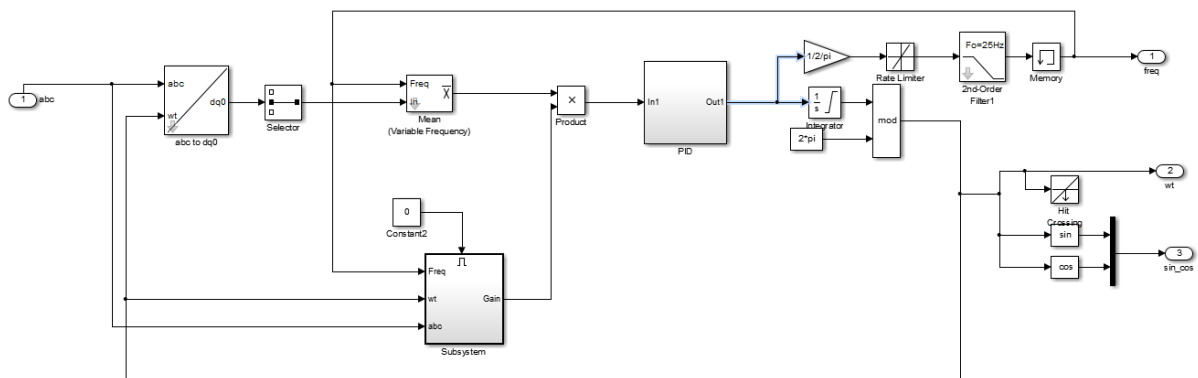 1
abc
abc
wt
dq0
abc to dq0
Selector
Freq
In
x
Mean
(Variable Frequency)
×
Product
In1
Out1
PID
1/2/pi
Rate Limiter
Fo=25Hz
2nd-Order
Filter1
Memory
1
freq
1
s
Integrator
2*pi
mod
2
wt
Hit
Crossing
sin
cos
3
sin_cos
0
Constant2
Freq
wt
abc
Gain
Subsystem